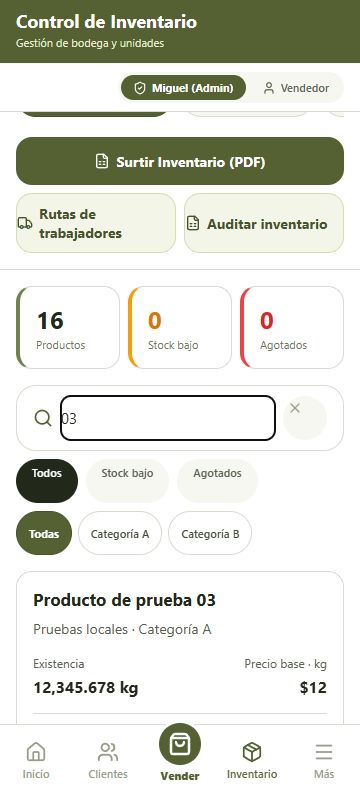 Control de Inventario
Gestión de bodega y unidades
Miguel (Admin)
Vendedor
Surtir Inventario (PDF)
Rutas de
trabajadores
Auditar inventario
16
Productos
0
Stock bajo
0
Agotados
03
Todos
Stock bajo
Agotados
Todas
Categoría A
Categoría B
Producto de prueba 03
Pruebas locales · Categoría A
Existencia
Precio base · kg
12,345.678 kg
$12
Inicio
Clientes
Vender
Inventario
Más